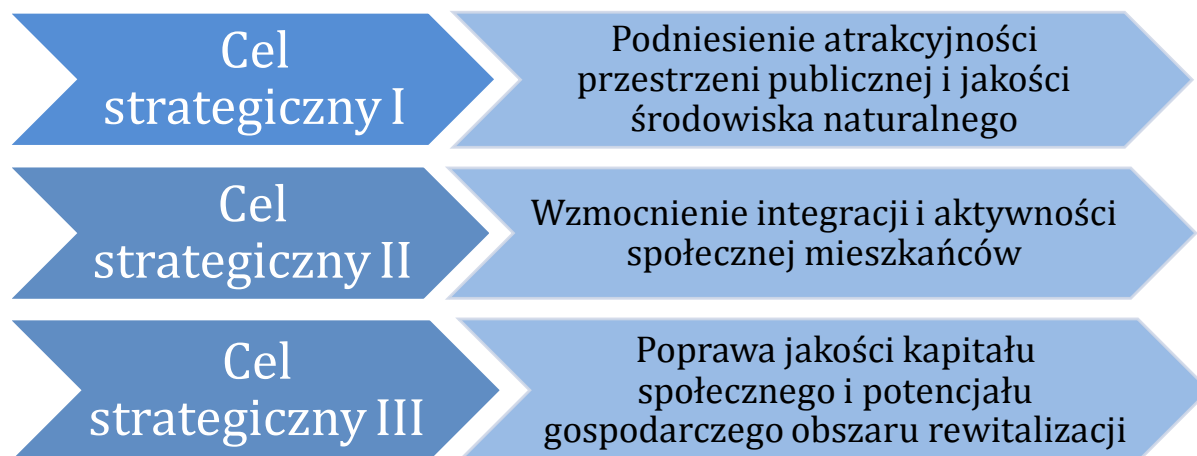 Cel
strategiczny I
Podniesienie atrakcyjności
przestrzeni publicznej i jakości
środowiska naturalnego
Cel
strategiczny II
Wzmocnienie integracji i aktywności
społecznej mieszkańców
Cel
strategiczny III
Poprawa jakości kapitału
społecznego i potencjału
gospodarczego obszaru rewitalizacji